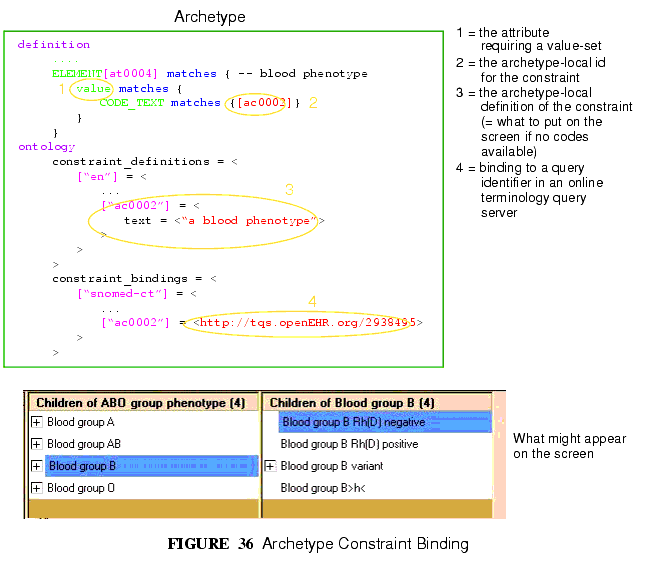 Archetype
definition
....
ELEMENT[at0004] matches { -- blood phenotype
1 value matches {
CODE_TEXT matches {[ac0002]} 2
}
}
ontology
constraint_definitions = <
["en"] = <
...
3
["ac0002"] = <
text = <"a blood phenotype">
>
>
>
constraint_bindings = <
["snomed-ct"] = <
4
...
["ac0002"] = <http://tqs.openEHR.org/2938495>
>
>
1 = the attribute
requiring a value-set
2 = the archetype-local id
for the constraint
3 = the archetype-local
definition of the constraint
(= what to put on the
screen if no codes
available)
4 = binding to a query
identifier in an online
terminology query
server
Children of ABO group phenotype (4)
Blood group A
Blood group AB
Blood group B
Blood group O
Children of Blood group B (4)
Blood group B Rh(D) negative
Blood group B Rh(D) positive
Blood group B variant
Blood group B>h<
What might appear
on the screen
FIGURE 36 Archetype Constraint Binding